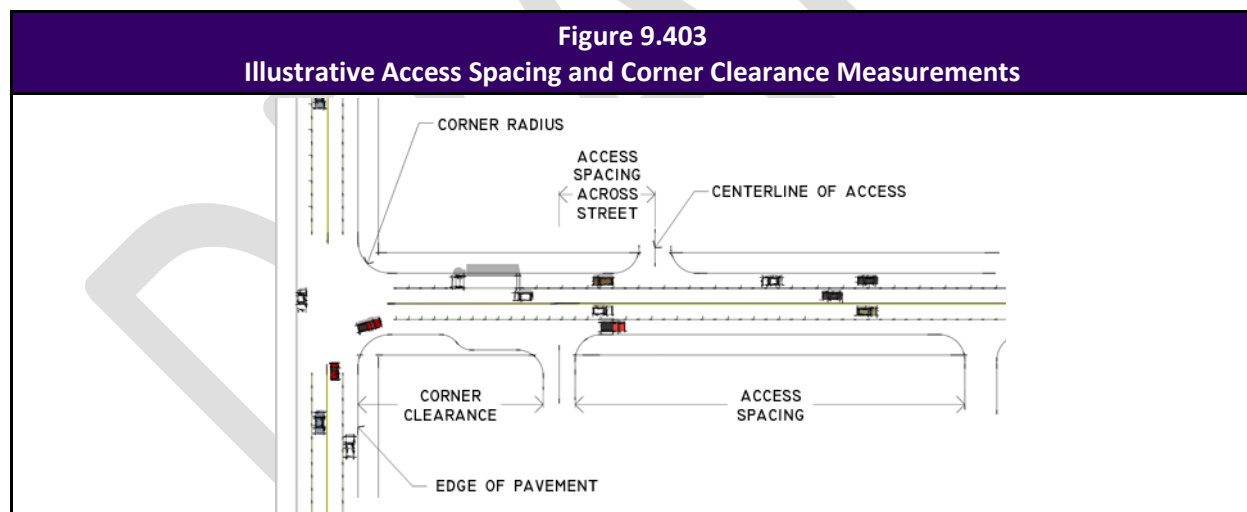 Figure 9.403
Illustrative Access Spacing and Corner Clearance Measurements
CORNER RADIUS
ACCESS
SPACING
ACROSS
STREET
CENTERLINE OF ACCESS
CORNER
CLEARANCE
ACCESS
SPACING
EDGE OF PAVEMENT